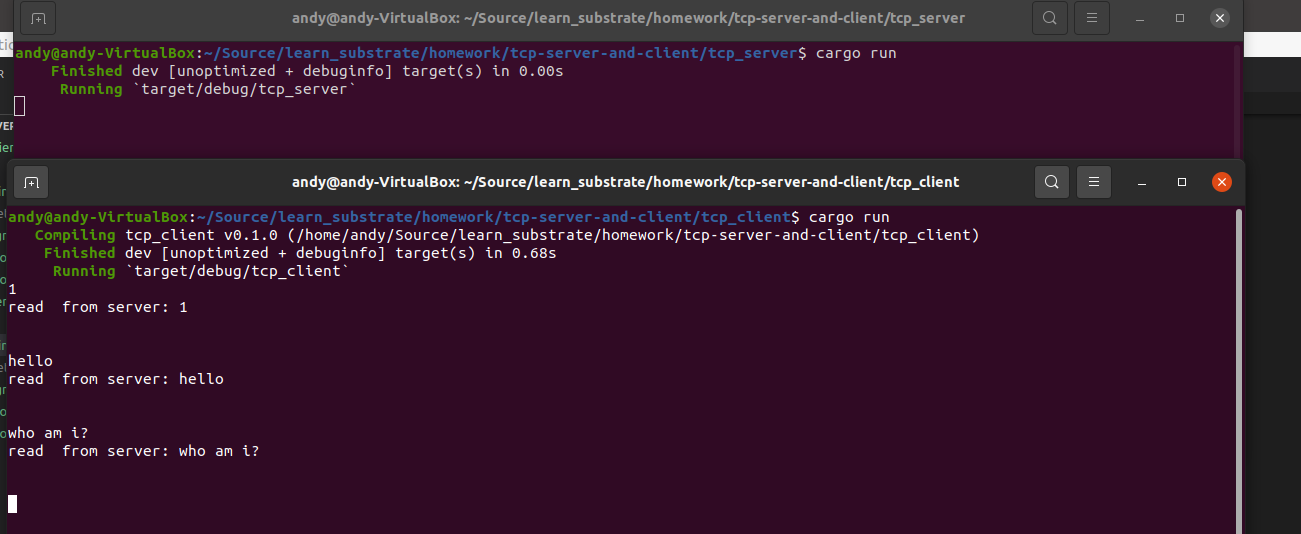 andy@andy-VirtualBox: ~/Source/learn_substrate/homework/tcp-server-and-client/tcp_server
andy@andy-VirtualBox:~/Source/learn_substrate/homework/tcp-server-and-client/tcp_server$ cargo run
    Finished dev [unoptimized + debuginfo] target(s) in 0.00s
     Running `target/debug/tcp_server`
andy@andy-VirtualBox: ~/Source/learn_substrate/homework/tcp-server-and-client/tcp_client
andy@andy-VirtualBox:~/Source/learn_substrate/homework/tcp-server-and-client/tcp_client$ cargo run
   Compiling tcp_client v0.1.0 (/home/andy/Source/learn_substrate/homework/tcp-server-and-client/tcp_client)
    Finished dev [unoptimized + debuginfo] target(s) in 0.68s
     Running `target/debug/tcp_client`
1
read  from server: 1
hello
read  from server: hello
who am i?
read  from server: who am i?